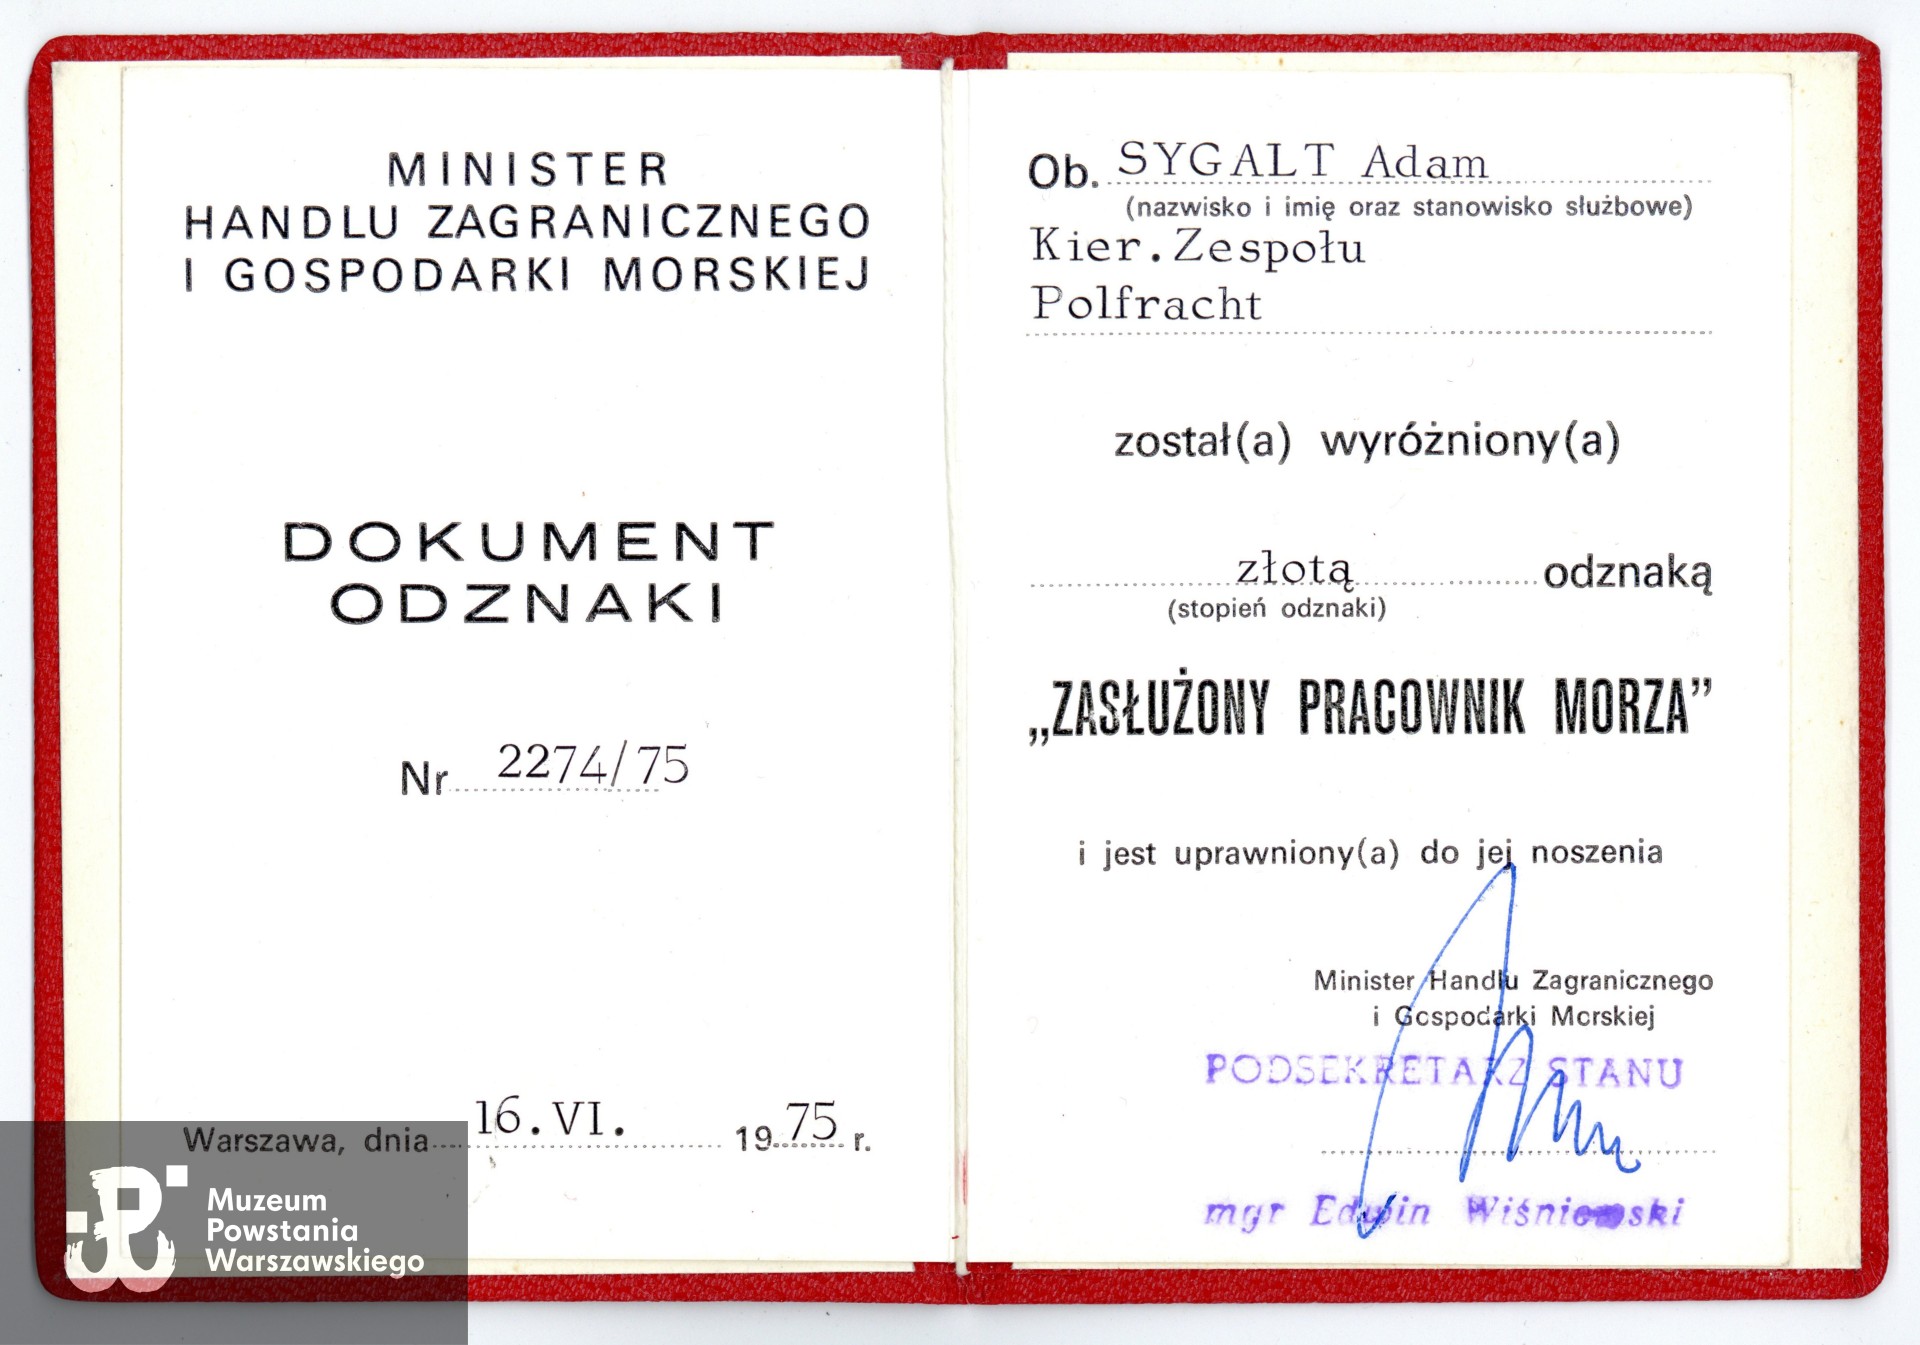 MINISTER
HANDLU ZAGRANICZNEGO
I GOSPODARKI MORSKIEJ
DOKUMENT
ODZNAKI
Nr 2274/75
Warszawa, dnia 16.VI. 1975 r.
Muzeum
Powstania
Warszawskiego
Ob. SYGALT Adam
(nazwisko i imię oraz stanowisko służbowe)
Kier.Zespołu
Polfracht
został(a) wyróżniony(a)
złotą odznaką
(stopień odznaki)
„ZASŁUŻONY PRACOWNIK MORZA”
i jest uprawniony(a) do jej noszenia
Minister Handlu Zagranicznego
i Gospodarki Morskiej
PODSEKRETARZ STANU
mgr Edwin Wiśniewski